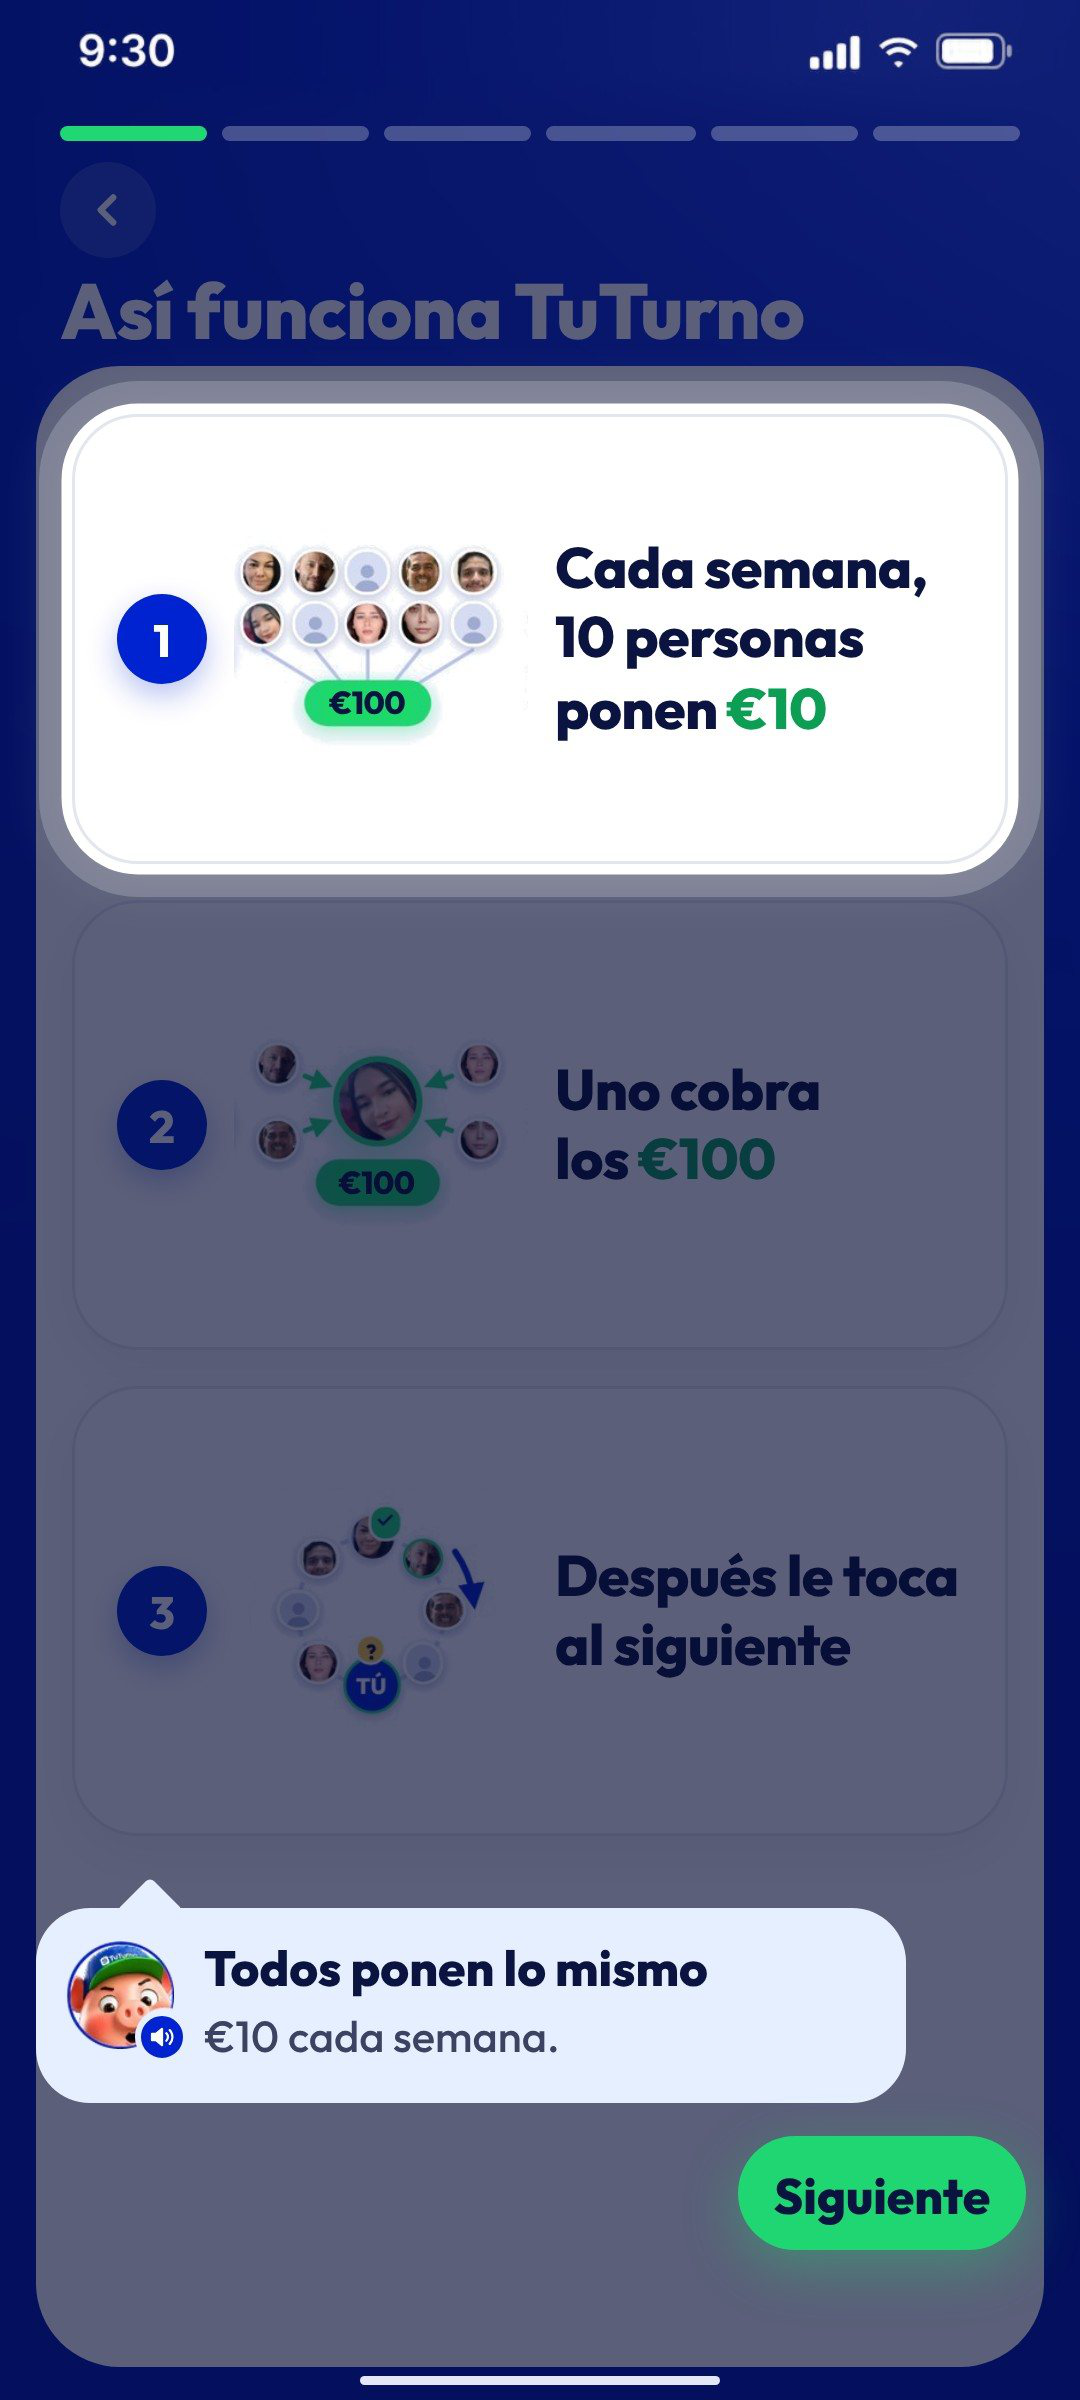 9:30
Así funciona TuTurno
1
€100
Cada semana,
10 personas
ponen €10
2
€100
Uno cobra
los €100
3
?
TÚ
Después le toca
al siguiente
TuTurno
Todos ponen lo mismo
€10 cada semana.
Siguiente